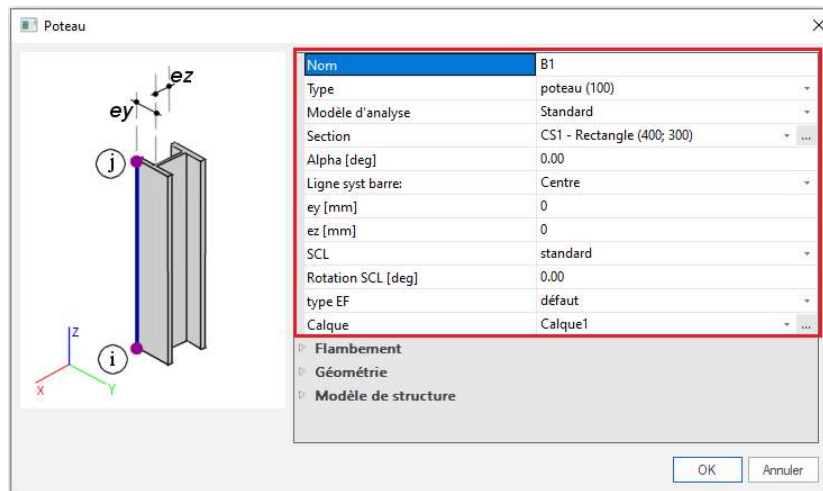 Poteau
ez
ey
j
i
Z
X
Y
Nom B1
Type poteau (100)
Modèle d'analyse Standard
Section CS1 - Rectangle (400; 300) ...
Alpha [deg] 0.00
Ligne syst barre: Centre
ey [mm] 0
ez [mm] 0
SCL standard
Rotation SCL [deg] 0.00
type EF défaut
Calque Calque1 ...
Flambement
Géométrie
Modèle de structure
OK Annuler